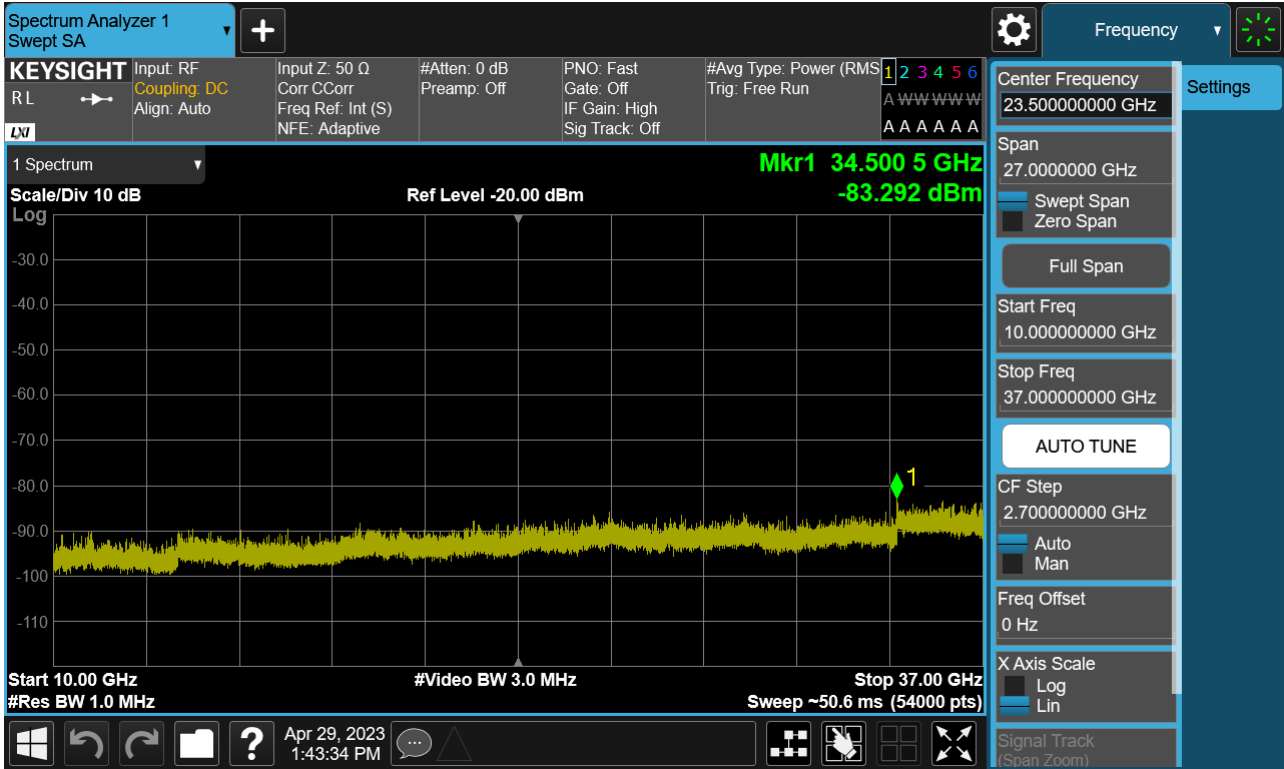 Spectrum Analyzer 1
Swept SA
Frequency
KEYSIGHT
R L
LXI
Input: RF
Coupling: DC
Align: Auto
Input Z: 50 Ω
Corr CCorr
Freq Ref: Int (S)
NFE: Adaptive
#Atten: 0 dB
Preamp: Off
PNO: Fast
Gate: Off
IF Gain: High
Sig Track: Off
#Avg Type: Power (RMS
Trig: Free Run
1 2 3 4 5 6
A W W W W W
A A A A A A
1 Spectrum
Scale/Div 10 dB
Log
Ref Level -20.00 dBm
Mkr1 34.500 5 GHz
-83.292 dBm
-30.0
-40.0
-50.0
-60.0
-70.0
-80.0
-90.0
-100
-110
1
Start 10.00 GHz
#Res BW 1.0 MHz
#Video BW 3.0 MHz
Stop 37.00 GHz
Sweep ~50.6 ms (54000 pts)
Apr 29, 2023
1:43:34 PM
Center Frequency
23.500000000 GHz
Span
27.0000000 GHz
Swept Span
Zero Span
Full Span
Start Freq
10.000000000 GHz
Stop Freq
37.000000000 GHz
AUTO TUNE
CF Step
2.700000000 GHz
Auto
Man
Freq Offset
0 Hz
X Axis Scale
Log
Lin
Signal Track
(Span Zoom)
Settings